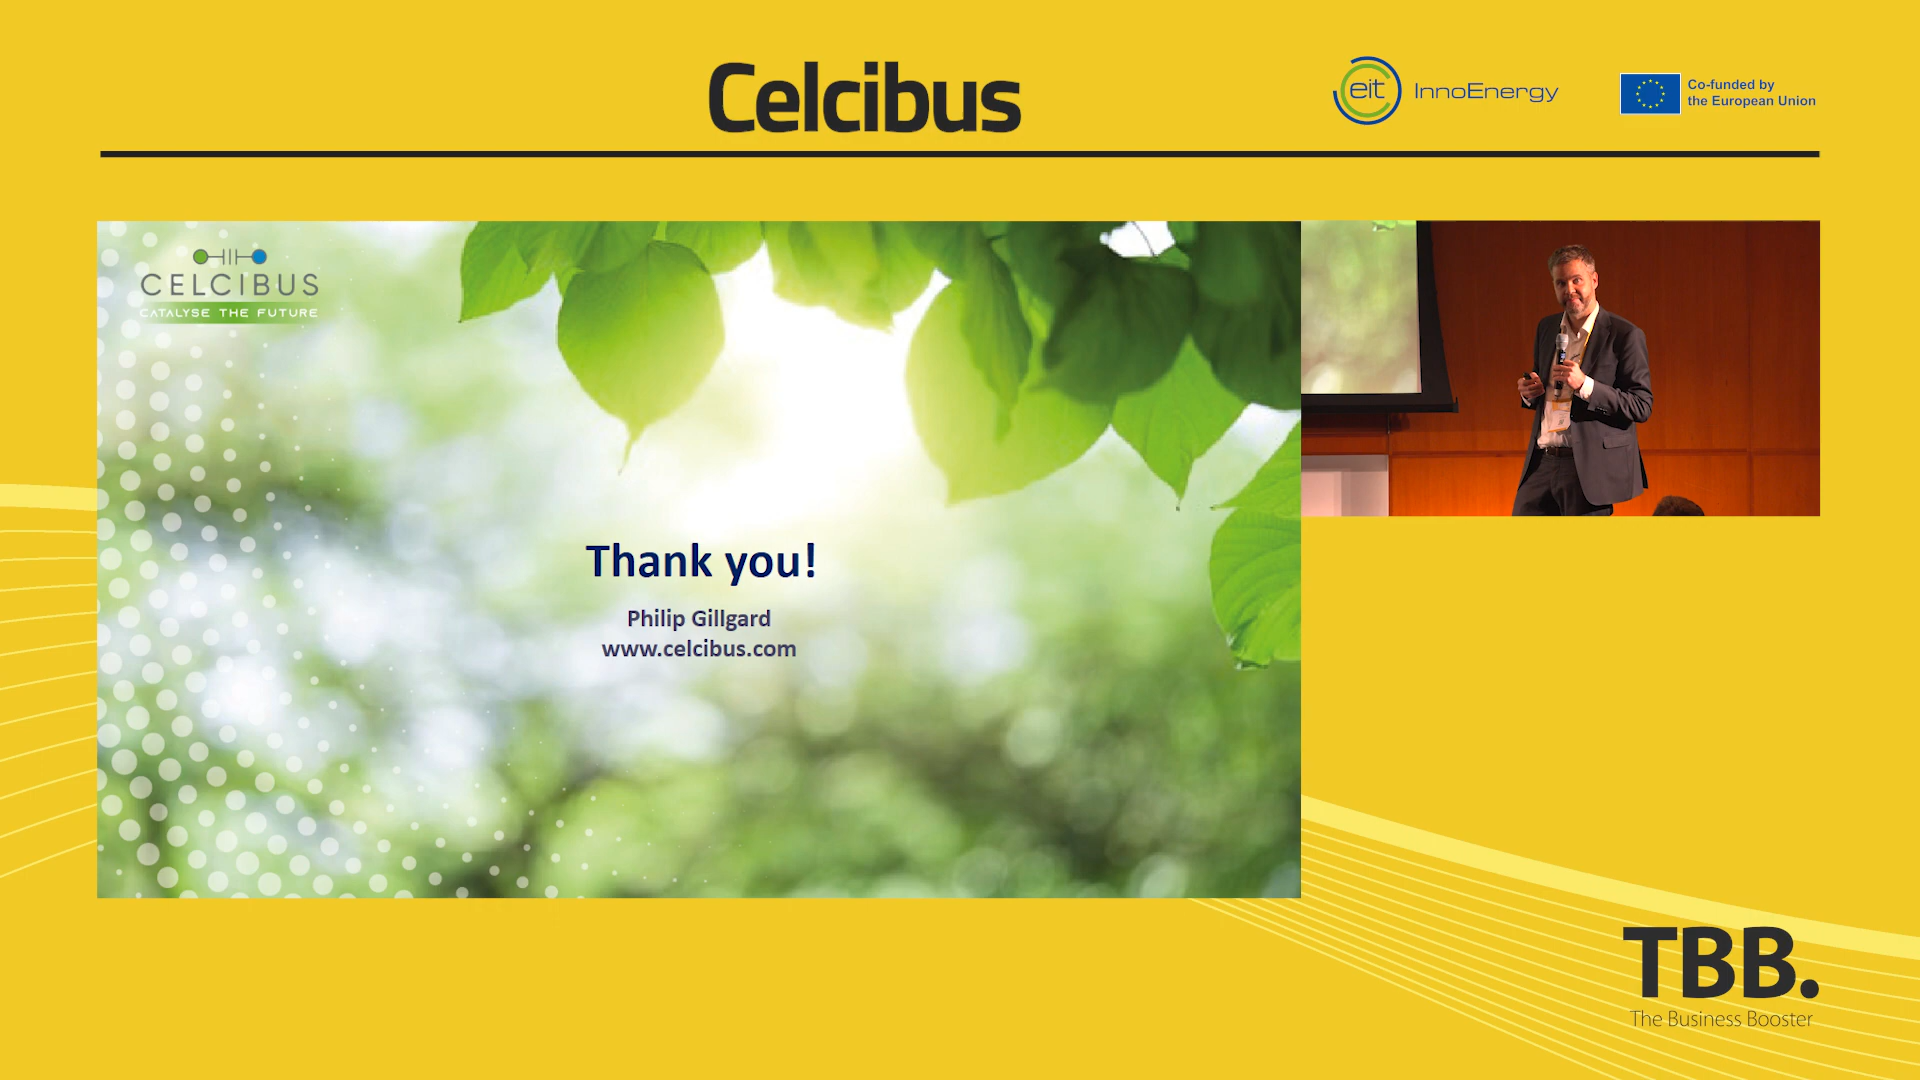 Celcibus
eit InnoEnergy
Co-funded by
the European Union
CELCIBUS
CATALYSE THE FUTURE
Thank you!
Philip Gillgard
www.celcibus.com
TBB.
The Business Booster